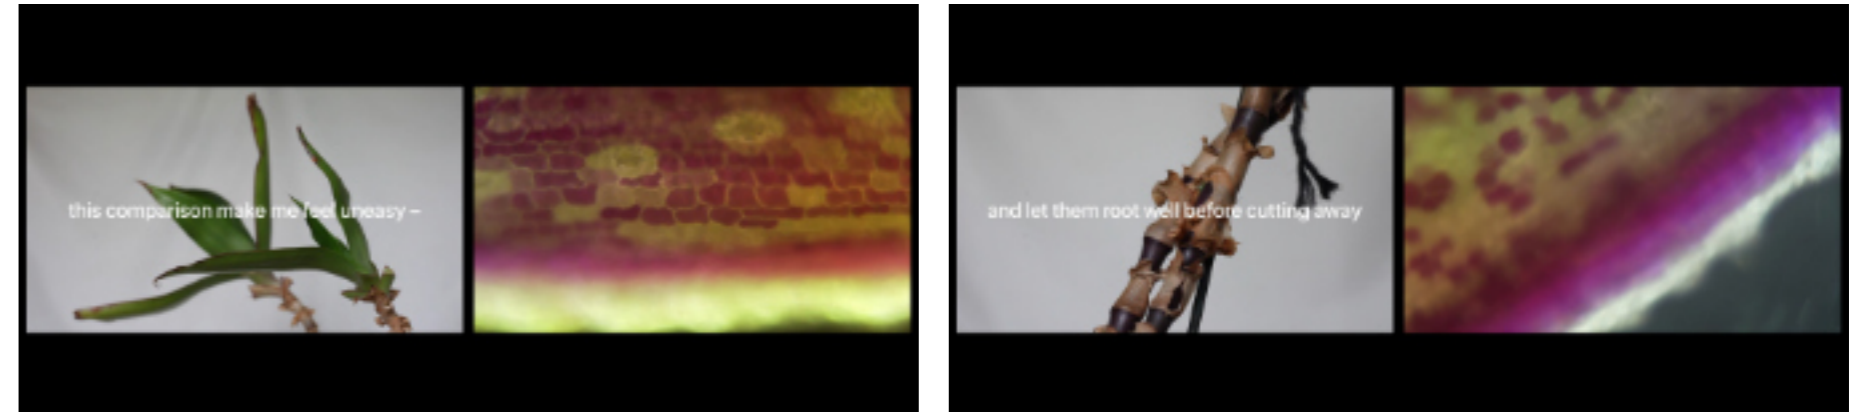 this comparison make me feel uneasy –
and let them root well before cutting away